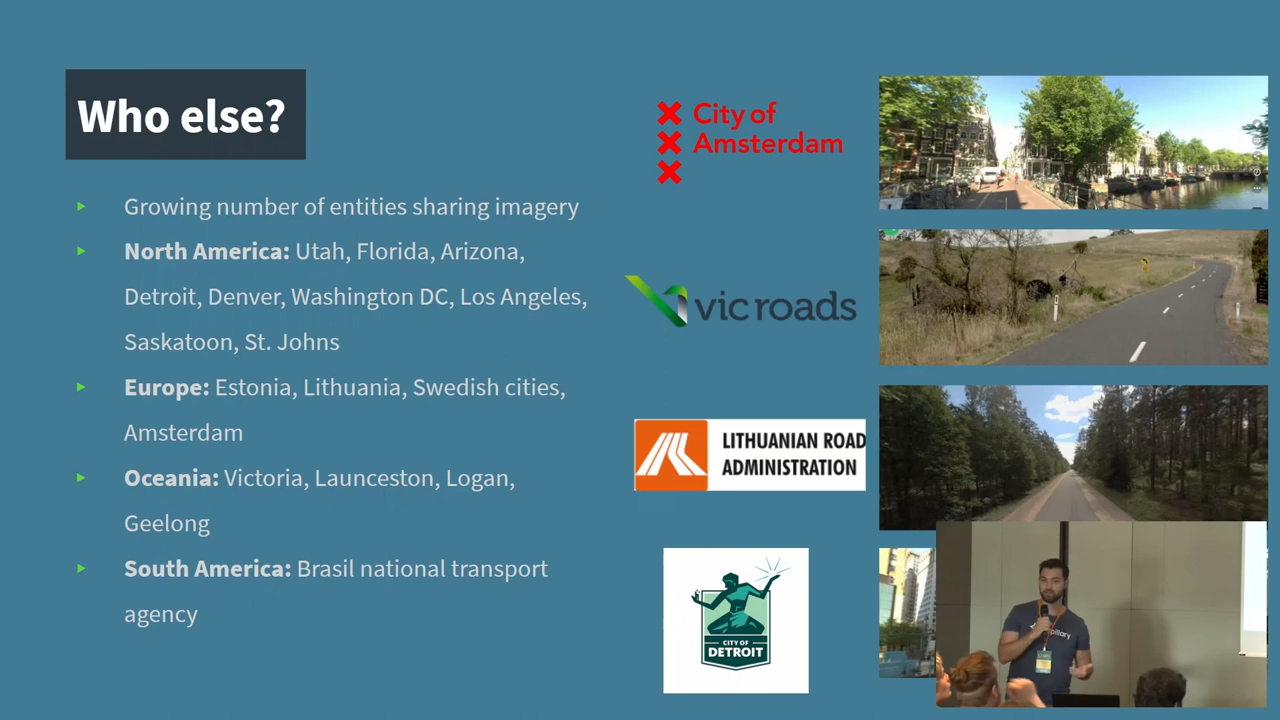 Who else?
Growing number of entities sharing imagery
North America: Utah, Florida, Arizona,
Detroit, Denver, Washington DC, Los Angeles,
Saskatoon, St. Johns
Europe: Estonia, Lithuania, Swedish cities,
Amsterdam
Oceania: Victoria, Launceston, Logan,
Geelong
South America: Brasil national transport
agency
City of
Amsterdam
vic roads
LITHUANIAN ROAD
ADMINISTRATION
CITY OF
DETROIT